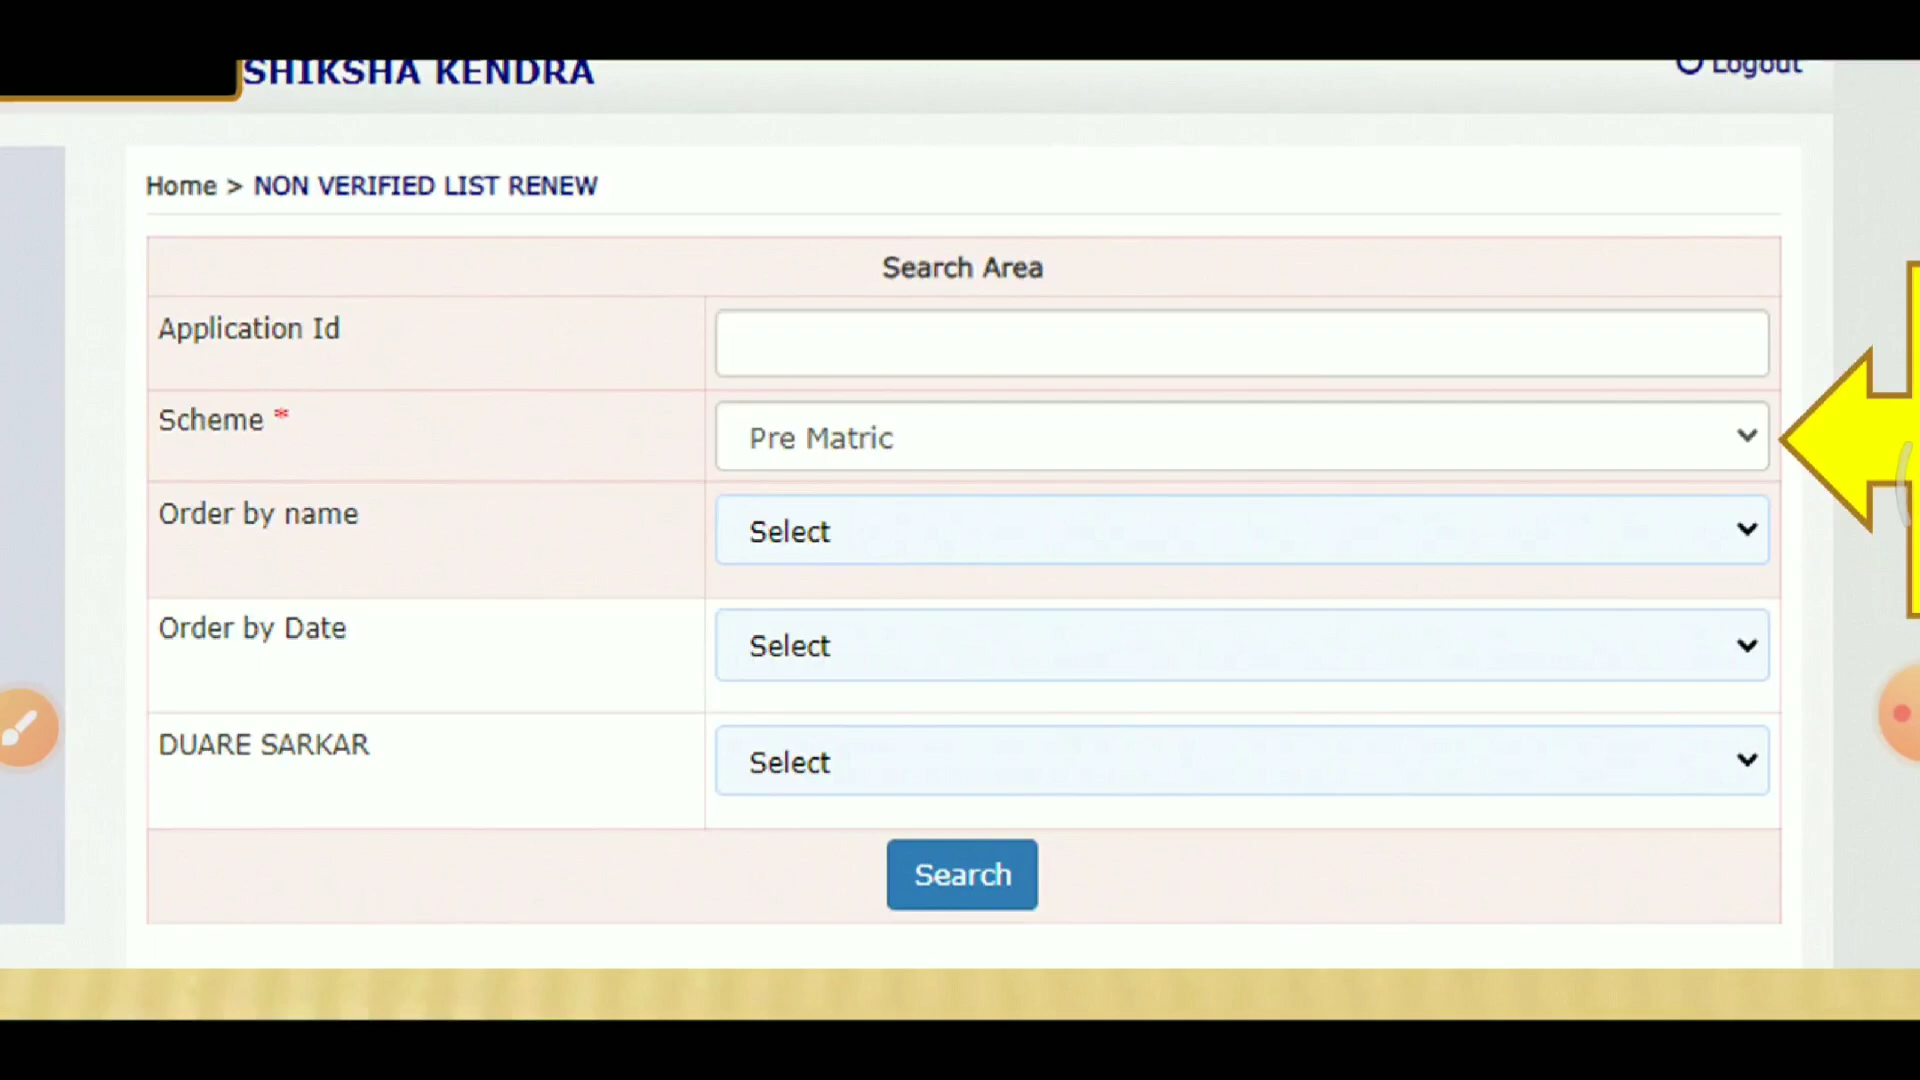 SHIKSHA KENDRA
Logout
Home > NON VERIFIED LIST RENEW
Search Area
Application Id
Scheme * Pre Matric
Order by name Select
Order by Date Select
DUARE SARKAR Select
Search